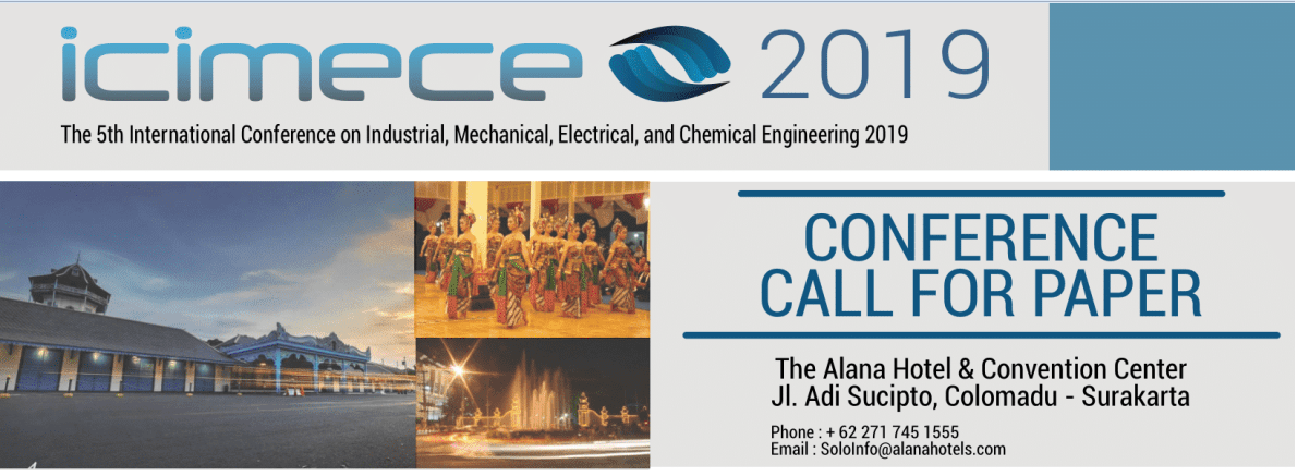 icimece 2019
The 5th International Conference on Industrial, Mechanical, Electrical, and Chemical Engineering 2019
CONFERENCE
CALL FOR PAPER
The Alana Hotel & Convention Center
Jl. Adi Sucipto, Colomadu - Surakarta
Phone : + 62 271 745 1555
Email : SoloInfo@alanahotels.com